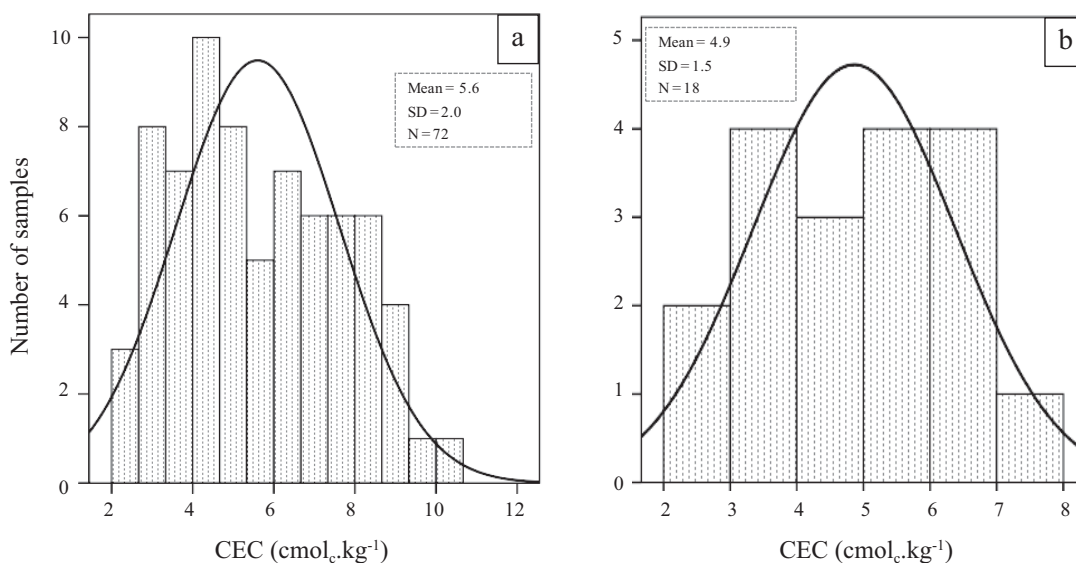 a
Mean = 5.6
SD = 2.0
N = 72
10
8
6
4
2
0
2 4 6 8 10 12
Number of samples
CEC (cmolc.kg-1)
b
Mean = 4.9
SD = 1.5
N = 18
5
4
3
2
1
0
2 3 4 5 6 7 8
CEC (cmolc.kg-1)